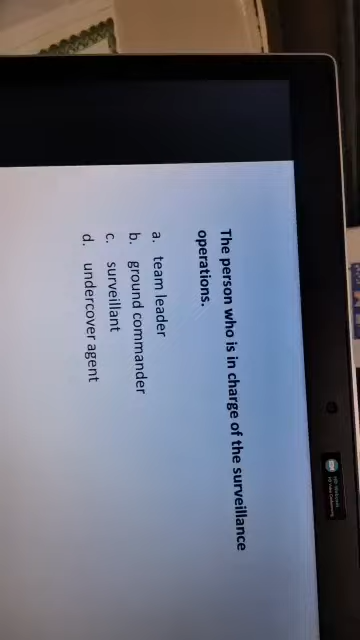 The person who is in charge of the surveillance
operations.
a. team leader
b. ground commander
c. surveillant
d. undercover agent